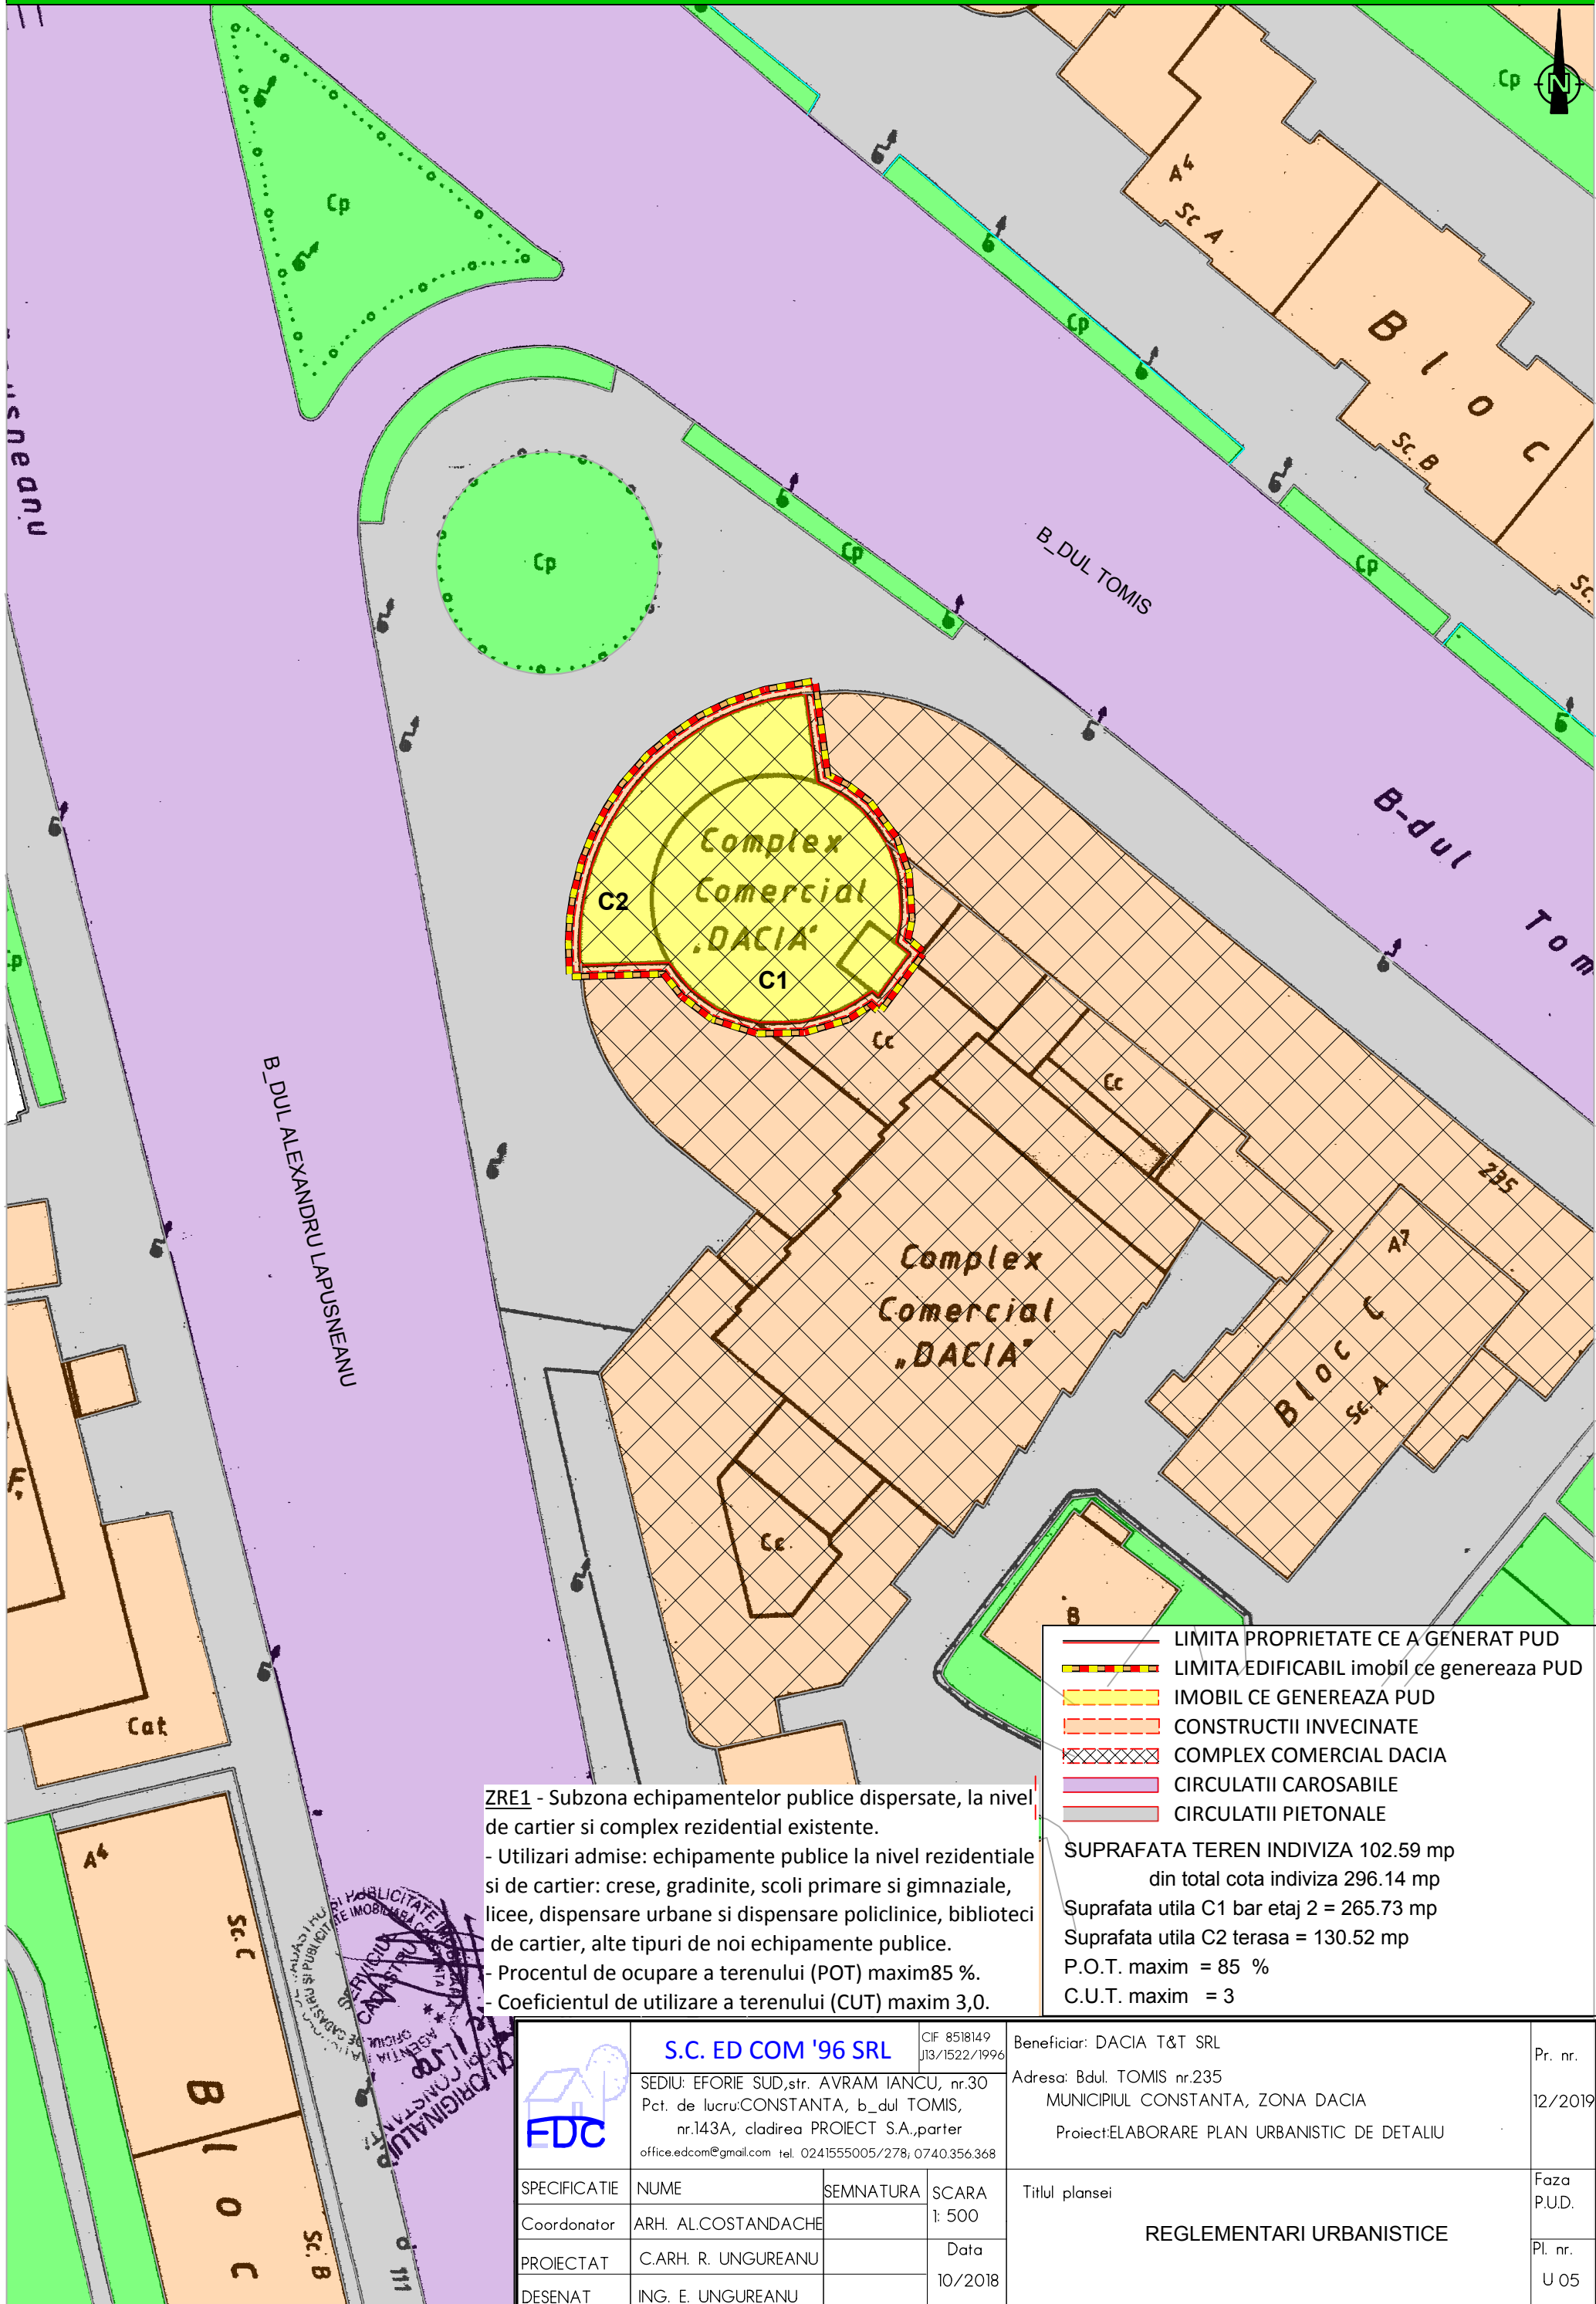 Cp
Cp
N
A4
Sc A
Bloc
Sc. B
Sc.
Cp
Cp
Cp
Cp
B_DUL TOMIS
B-dul
Tom
Complex
Comercial
„DACIA"
C2
C1
Cc
Cc
B_DUL ALEXANDRU LAPUSNEANU
235
A7
Bloc C
Sc. A
Complex
Comercial
„DACIA"
Cc.
B
F.
Cat
A4
Sc. C
Bloc
Sc. B
111
LIMITA PROPRIETATE CE A GENERAT PUD
LIMITA EDIFICABIL imobil ce genereaza PUD
IMOBIL CE GENEREAZA PUD
CONSTRUCTII INVECINATE
COMPLEX COMERCIAL DACIA
CIRCULATII CAROSABILE
CIRCULATII PIETONALE
SUPRAFATA TEREN INDIVIZA 102.59 mp
din total cota indiviza 296.14 mp
Suprafata utila C1 bar etaj 2 = 265.73 mp
Suprafata utila C2 terasa = 130.52 mp
P.O.T. maxim = 85 %
C.U.T. maxim = 3
ZRE1 - Subzona echipamentelor publice dispersate, la nivel
de cartier si complex rezidential existente.
- Utilizari admise: echipamente publice la nivel rezidentiale
si de cartier: crese, gradinite, scoli primare si gimnaziale,
licee, dispensare urbane si dispensare policlinice, biblioteci
de cartier, alte tipuri de noi echipamente publice.
- Procentul de ocupare a terenului (POT) maxim85 %.
- Coeficientul de utilizare a terenului (CUT) maxim 3,0.
FDC
S.C. ED COM '96 SRL
CIF 8518149
J13/1522/1996
SEDIU: EFORIE SUD,str. AVRAM IANCU, nr.30
Pct. de lucru:CONSTANTA, b_dul TOMIS,
nr.143A, cladirea PROIECT S.A.,parter
office.edcom@gmail.com tel. 0241555005/278; 0740.356.368
Beneficiar: DACIA T&T SRL
Adresa: Bdul. TOMIS nr.235
MUNICIPIUL CONSTANTA, ZONA DACIA
Proiect:ELABORARE PLAN URBANISTIC DE DETALIU
Pr. nr.
12/2019
SPECIFICATIE NUME SEMNATURA SCARA
1: 500
Coordonator ARH. AL.COSTANDACHE
PROIECTAT C.ARH. R. UNGUREANU
DESENAT ING. E. UNGUREANU
Data
10/2018
Titlul plansei
REGLEMENTARI URBANISTICE
Faza
P.U.D.
Pl. nr.
U 05